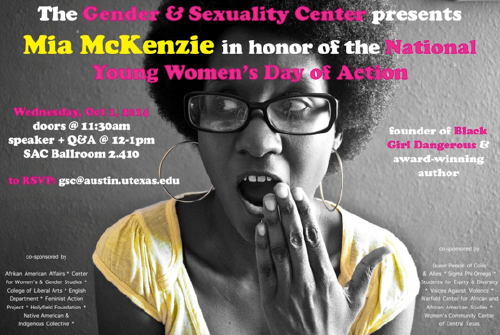 The Gender & Sexuality Center presents
Mia McKenzie in honor of the National
Young Women's Day of Action
Wednesday, Oct 1, 2014
doors @ 11:30am
speaker + Q&A @ 12-1pm
SAC Ballroom 2.410
to RSVP: gsc@austin.utexas.edu
founder of Black
Girl Dangerous &
award-winning
author
co-sponsored by
African American Affairs * Center
for Women's & Gender Studies *
College of Liberal Arts * English
Department * Feminist Action
Project * Hollyfield Foundation *
Native American &
Indigenous Collective *
co-sponsored by
Queer People of Color
& Allies * Sigma Phi Omega *
Students for Equity & Diversity
* Voices Against Violence *
Warfield Center for African and
African American Studies *
Women's Community Center
of Central Texas